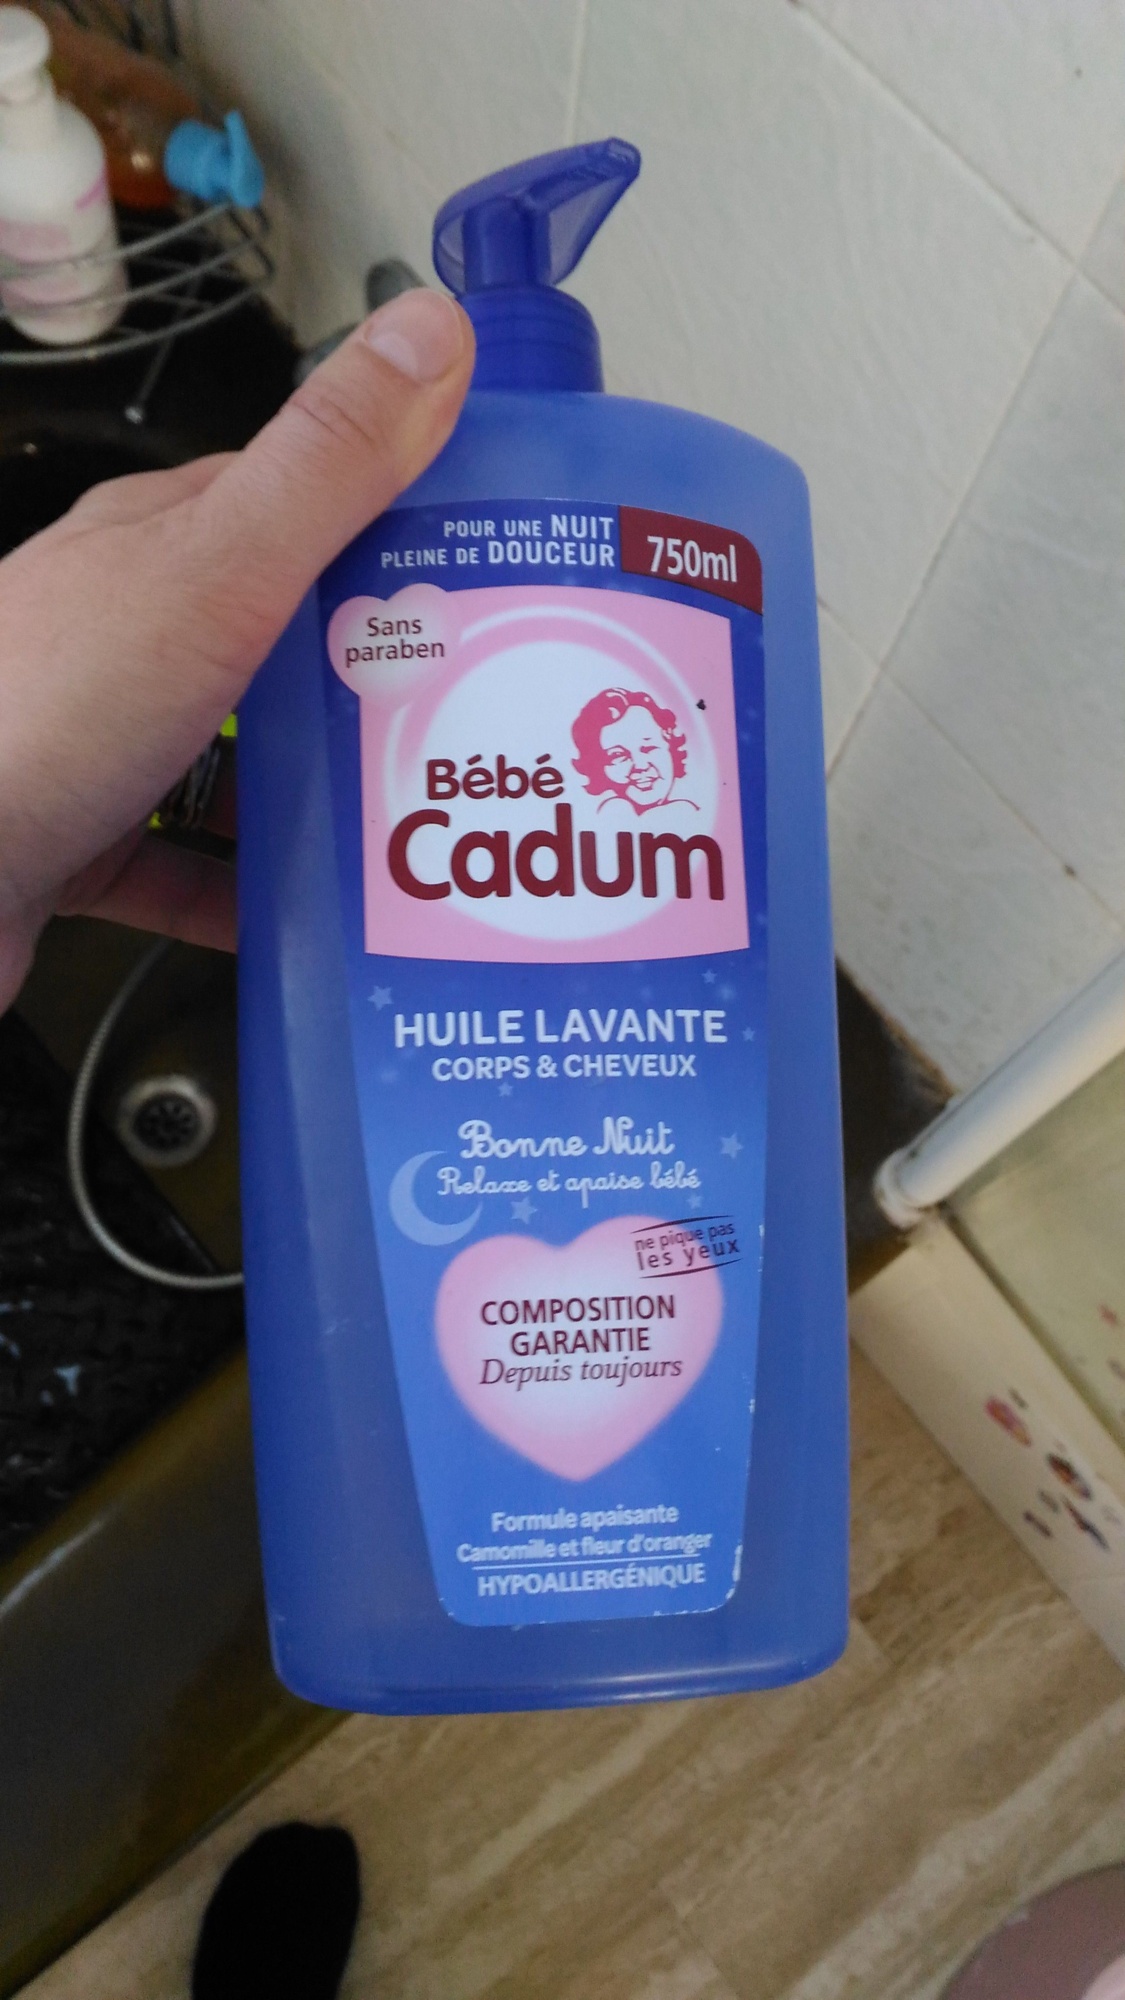 POUR UNE NUIT
PLEINE DE DOUCEUR
750ml
Sans
paraben
Bébé
Cadum
HUILE LAVANTE
CORPS & CHEVEUX
Bonne Nuit
Relaxe et apaise bébé
ne pique pas
les yeux
COMPOSITION
GARANTIE
Depuis toujours
Formule apaisante
Camomille et fleur d'oranger
HYPOALLERGÉNIQUE